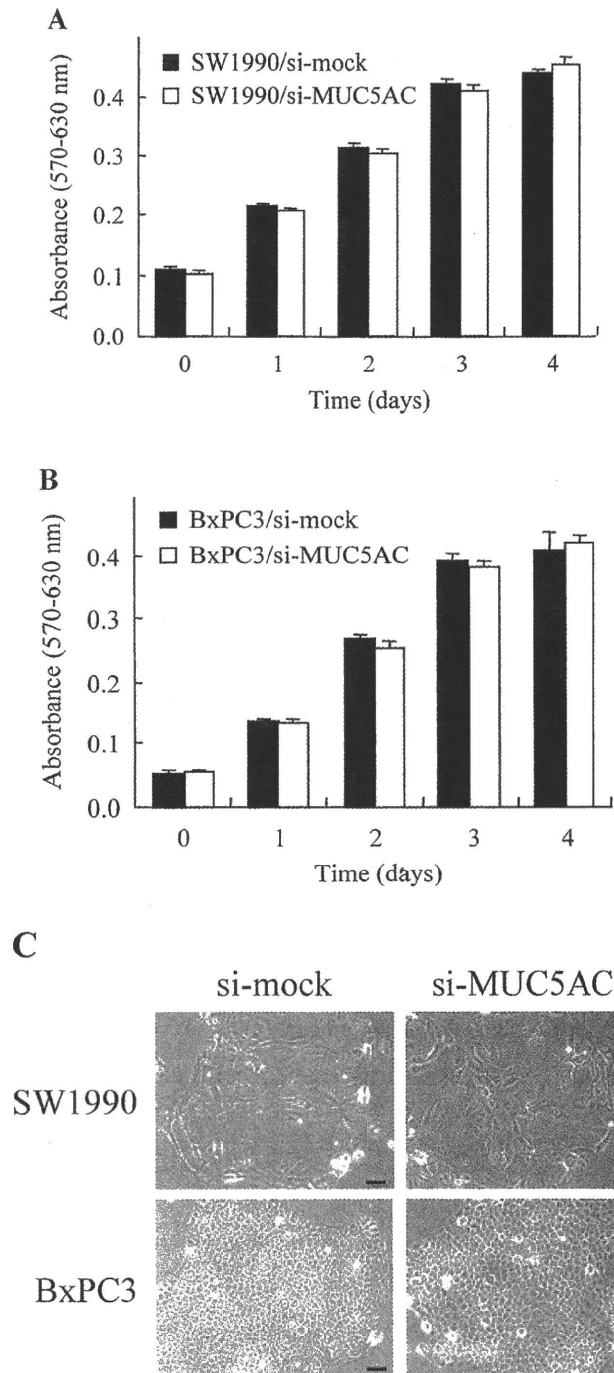 A
SW1990/si-mock
SW1990/si-MUC5AC
Absorbance (570-630 nm)
0.4
0.3
0.2
0.1
0.0
0 1 2 3 4
Time (days)
B
BxPC3/si-mock
BxPC3/si-MUC5AC
Absorbance (570-630 nm)
0.4
0.3
0.2
0.1
0.0
0 1 2 3 4
Time (days)
C
si-mock si-MUC5AC
SW1990
BxPC3